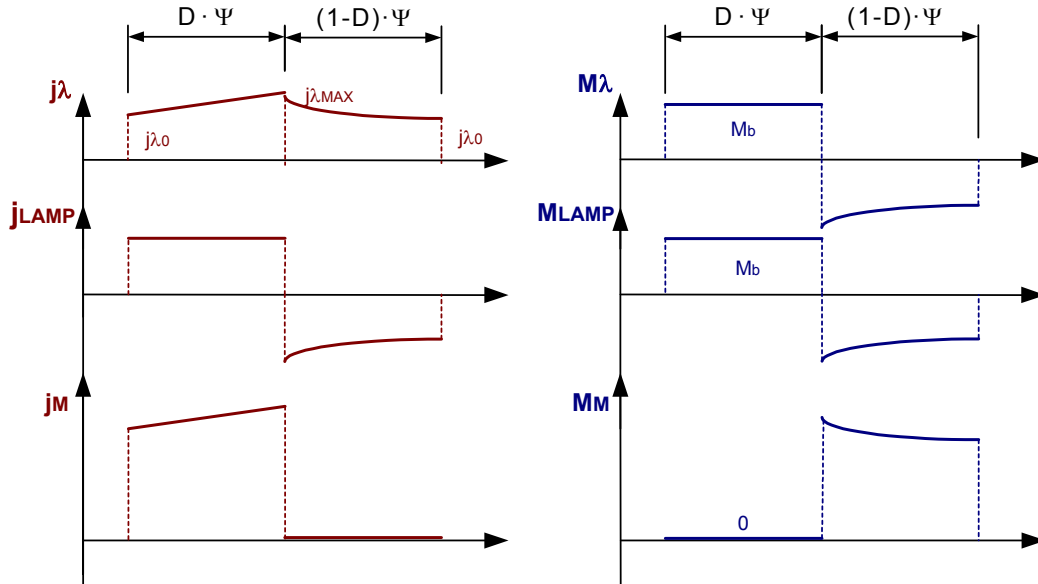 D · Ψ
(1-D) · Ψ
jλ
jλMAX
jλ0
jλ0
jLAMP
jM
D · Ψ
(1-D) · Ψ
Mλ
Mb
MLAMP
Mb
MM
0